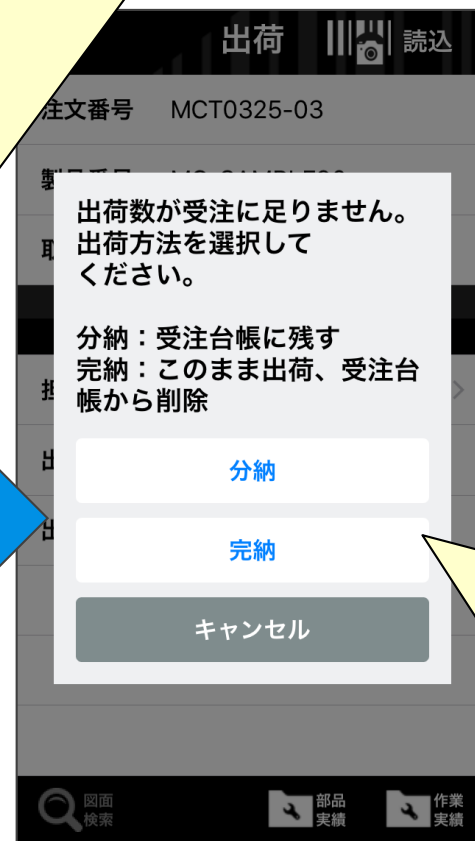 出荷
読込
注文番号 MCT0325-03
出荷数が受注に足りません。
出荷方法を選択して
ください。
分納：受注台帳に残す
完納：このまま出荷、受注台
帳から削除
分納
完納
キャンセル
図面
検索
部品
実績
作業
実績